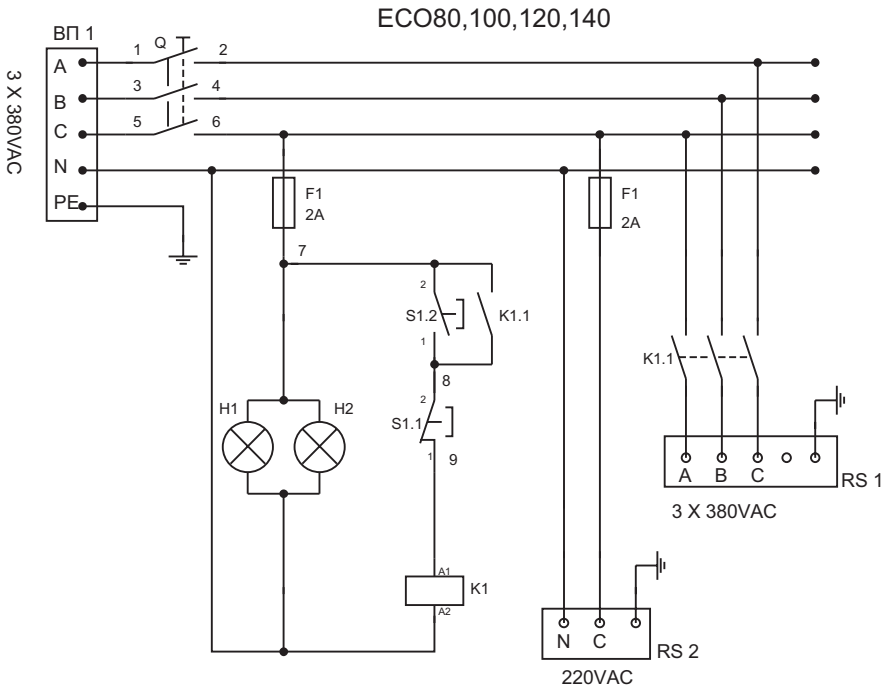 ECO80,100,120,140
ВП 1
3 X 380VAC
A
B
C
N
PE
1
Q
2
3
4
5
6
F1
2A
7
F1
2A
2
S1.2
K1.1
1
8
2
S1.1
1
9
H1
H2
K1.1
A B C
RS 1
3 X 380VAC
A1
K1
A2
N C
RS 2
220VAC